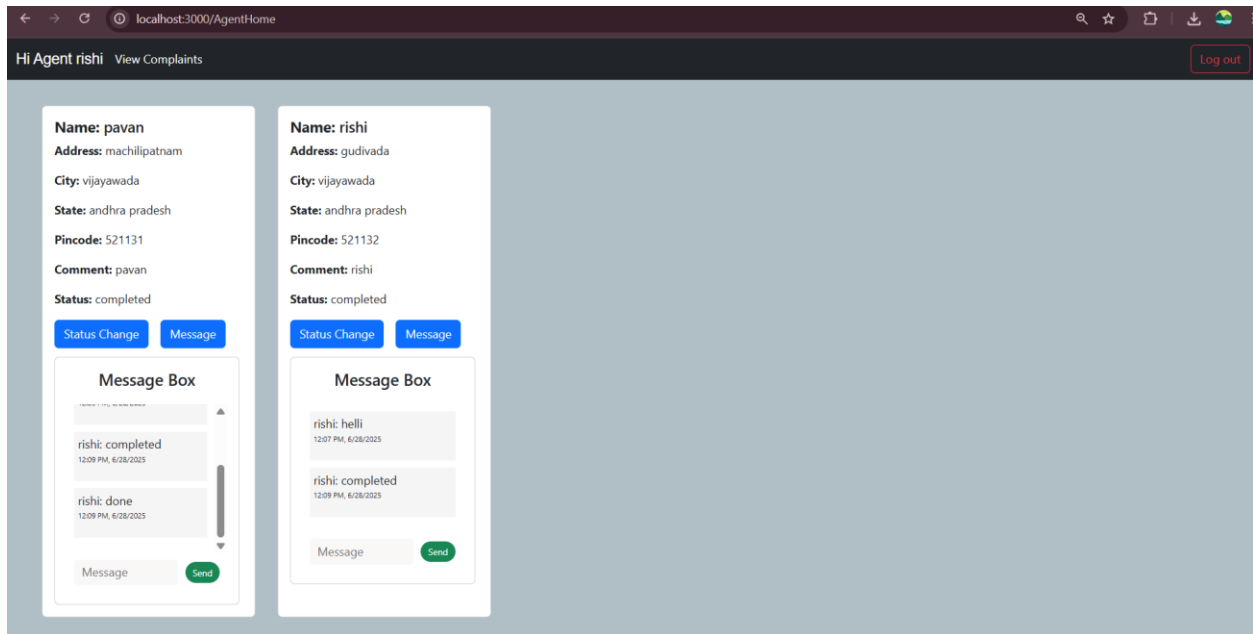 localhost:3000/AgentHome
Hi Agent rishi View Complaints Log out
Name: pavan
Address: machilipatnam
City: vijayawada
State: andhra pradesh
Pincode: 521131
Comment: pavan
Status: completed
Status Change Message
Message Box
rishi: completed
12:09 PM, 6/28/2025
rishi: done
12:09 PM, 6/28/2025
Message Send
Name: rishi
Address: gudivada
City: vijayawada
State: andhra pradesh
Pincode: 521132
Comment: rishi
Status: completed
Status Change Message
Message Box
rishi: helli
12:07 PM, 6/28/2025
rishi: completed
12:09 PM, 6/28/2025
Message Send